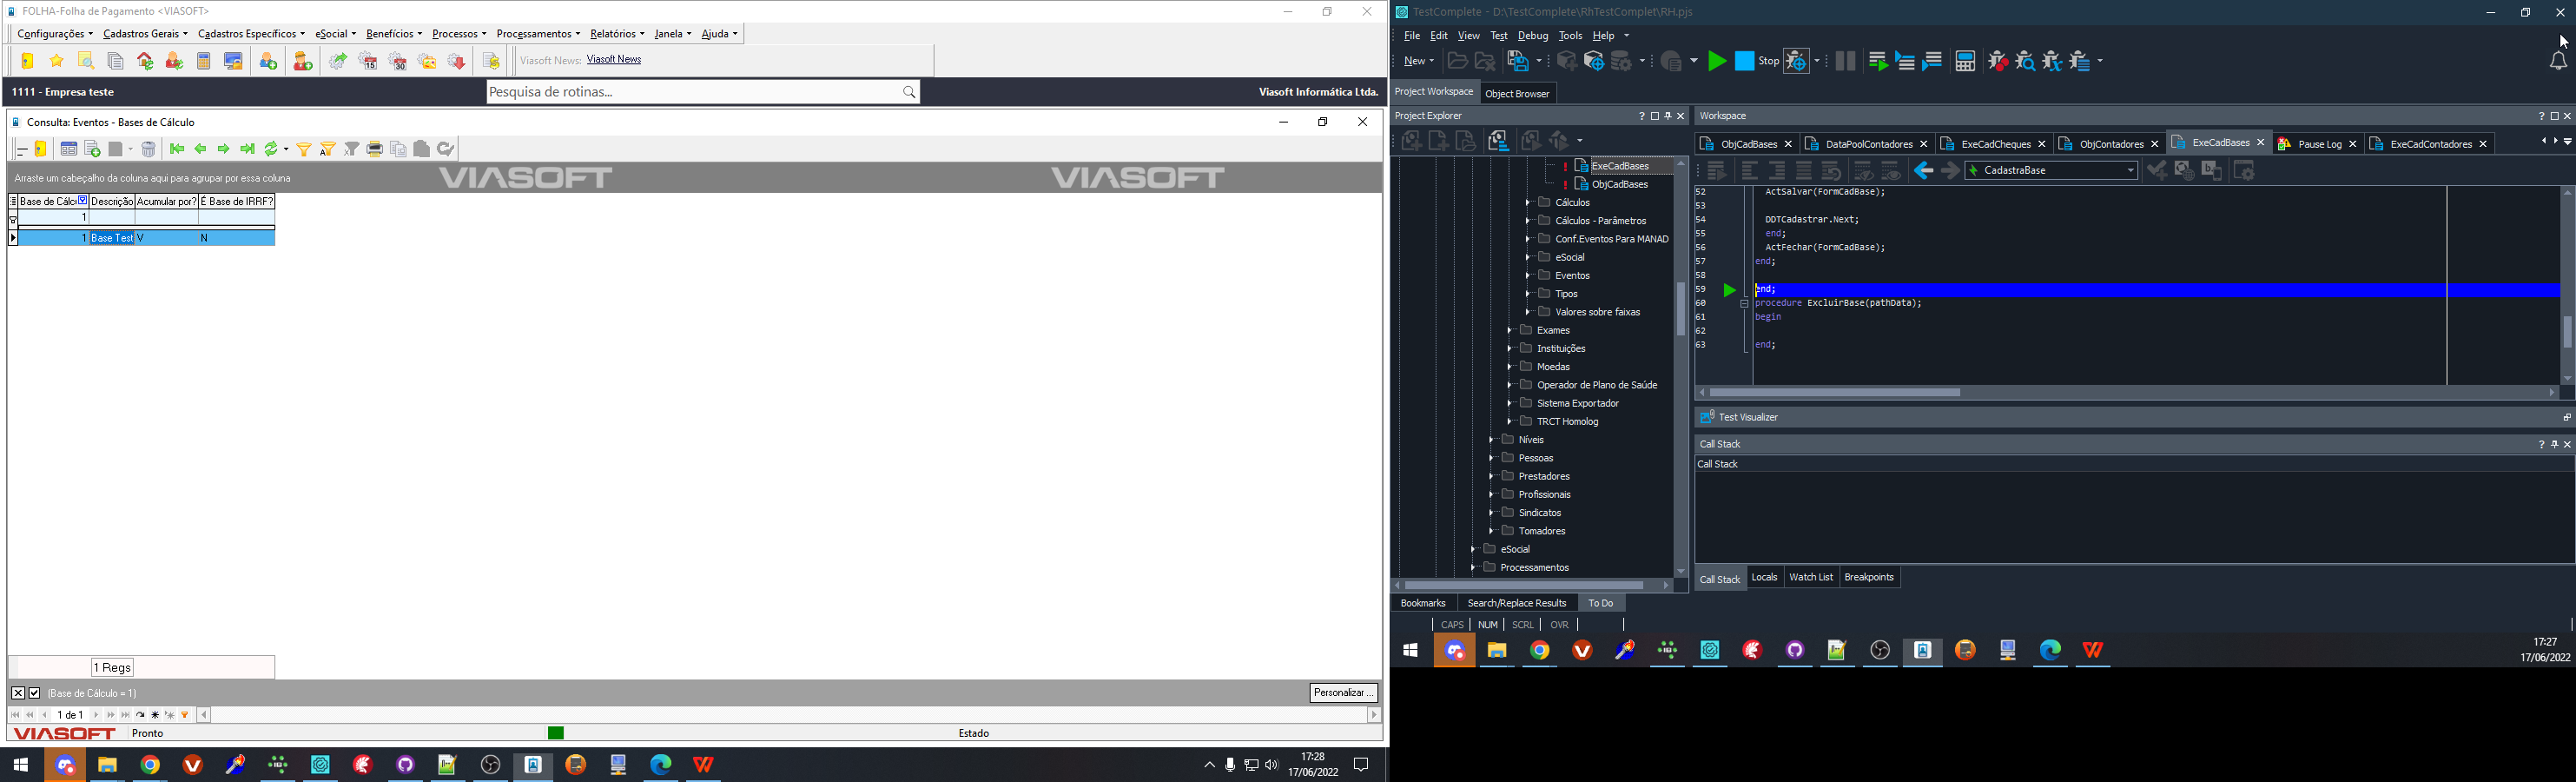 FOLHA-Folha de Pagamento <VIASOFT>
Configurações Cadastros Gerais Cadastros Específicos eSocial Benefícios Processos Processamentos Relatórios Janela Ajuda
Viasoft News: Viasoft News
1111 - Empresa teste
Pesquisa de rotinas...
Viasoft Informática Ltda.
Consulta: Eventos - Bases de Cálculo
Arraste um cabeçalho da coluna aqui para agrupar por essa coluna
VIASOFT VIASOFT
Base de Cálcu Descrição Acumular por? É Base de IRRF?
1
1 Base Test V N
1 Regs
(Base de Cálculo = 1)
Personalizar ...
1 de 1
VIASOFT Pronto
Estado
17:28
17/06/2022
TestComplete - D:\TestComplete\RhTestComplet\RH.pjs
File Edit View Test Debug Tools Help
New
Stop
Project Workspace Object Browser
Project Explorer
ExeCadBases
ObjCadBases
Cálculos
Cálculos - Parâmetros
Conf.Eventos Para MANAD
eSocial
Eventos
Tipos
Valores sobre faixas
Exames
Instituições
Moedas
Operador de Plano de Saúde
Sistema Exportador
TRCT Homolog
Níveis
Pessoas
Prestadores
Profissionais
Sindicatos
Tomadores
eSocial
Processamentos
Workspace
ObjCadBases DataPoolContadores ExeCadCheques ObjContadores ExeCadBases Pause Log ExeCadContadores
CadastraBase
52 ActSalvar(FormCadBase);
53
54 DDTCadastrar.Next;
55 end;
56 ActFechar(FormCadBase);
57 end;
58
59 end;
60 procedure ExcluirBase(pathData);
61 begin
62
63 end;
Test Visualizer
Call Stack
Call Stack
Call Stack Locals Watch List Breakpoints
Bookmarks Search/Replace Results To Do
CAPS NUM SCRL OVR
17:27
17/06/2022